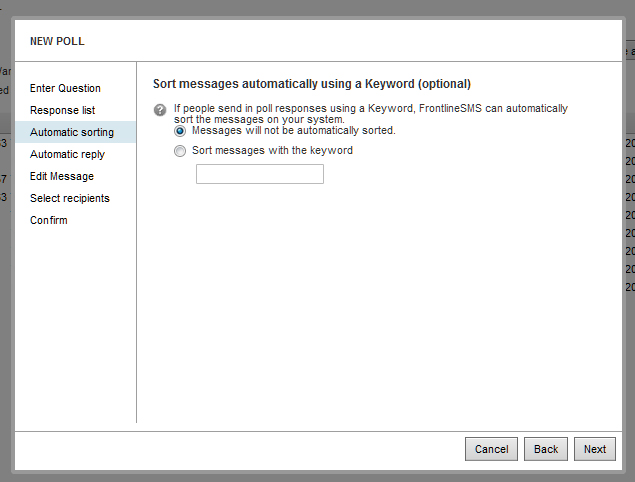 NEW POLL
Enter Question
Response list
Automatic sorting
Automatic reply
Edit Message
Select recipients
Confirm
Sort messages automatically using a Keyword (optional)
If people send in poll responses using a Keyword, FrontlineSMS can automatically
sort the messages on your system.
Messages will not be automatically sorted.
Sort messages with the keyword
Cancel
Back
Next